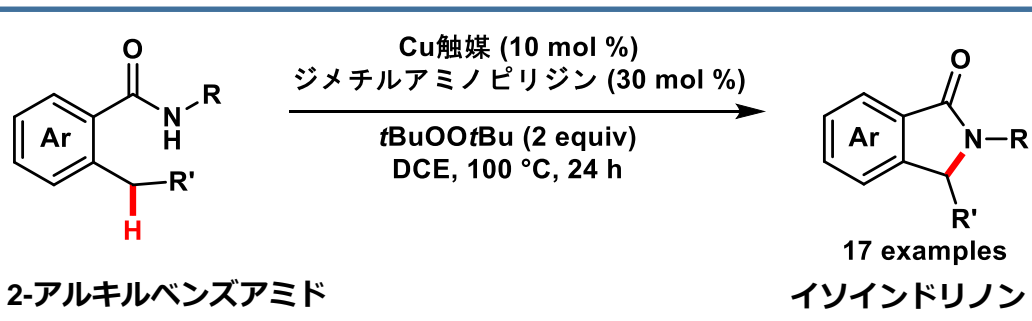 O
N
H
R
Ar
R'
H
2-アルキルベンズアミド
Cu触媒 (10 mol %)
ジメチルアミノピリジン (30 mol %)
tBuOOtBu (2 equiv)
DCE, 100 °C, 24 h
O
Ar
N–R
R'
17 examples
イソインドリノン